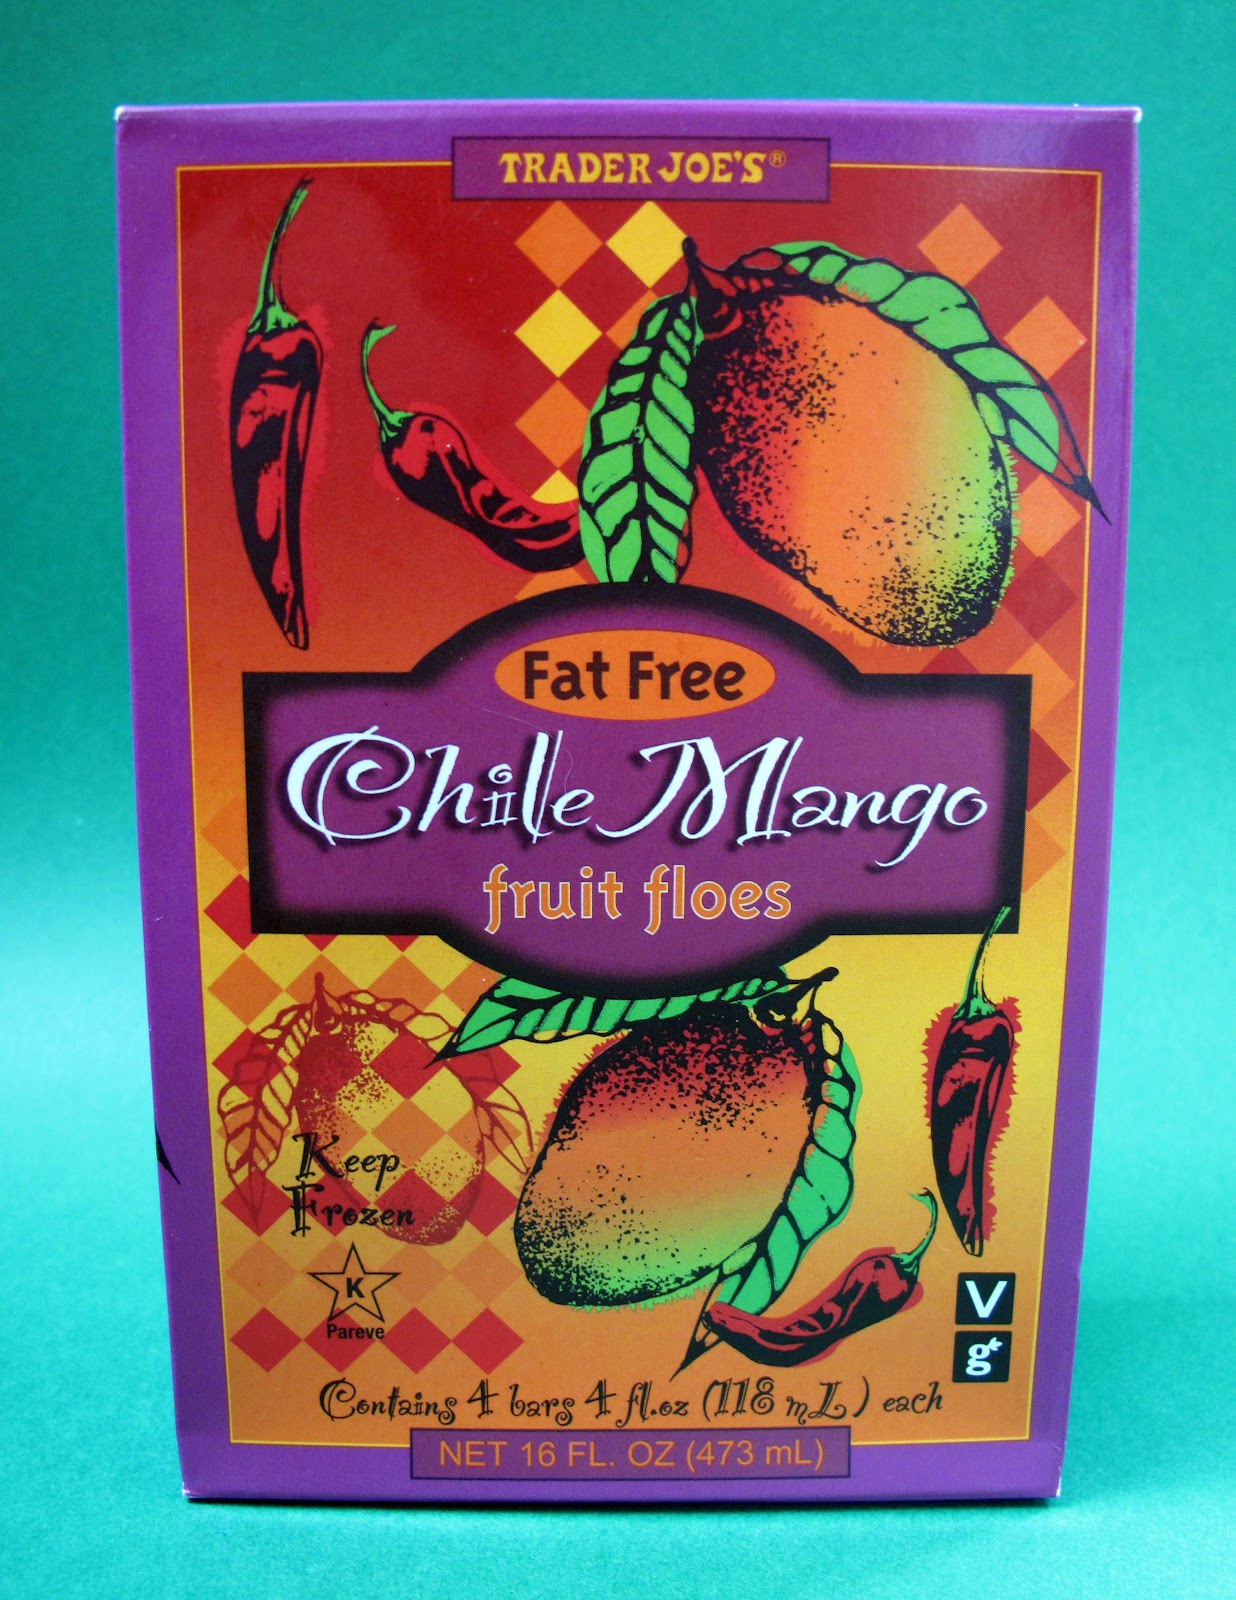 TRADER JOE'S®
Fat Free
Chile Mango
fruit floes
Keep
Frozen
K
Pareve
V
g
Contains 4 bars 4 fl.oz (118 mL) each
NET 16 FL. OZ (473 mL)